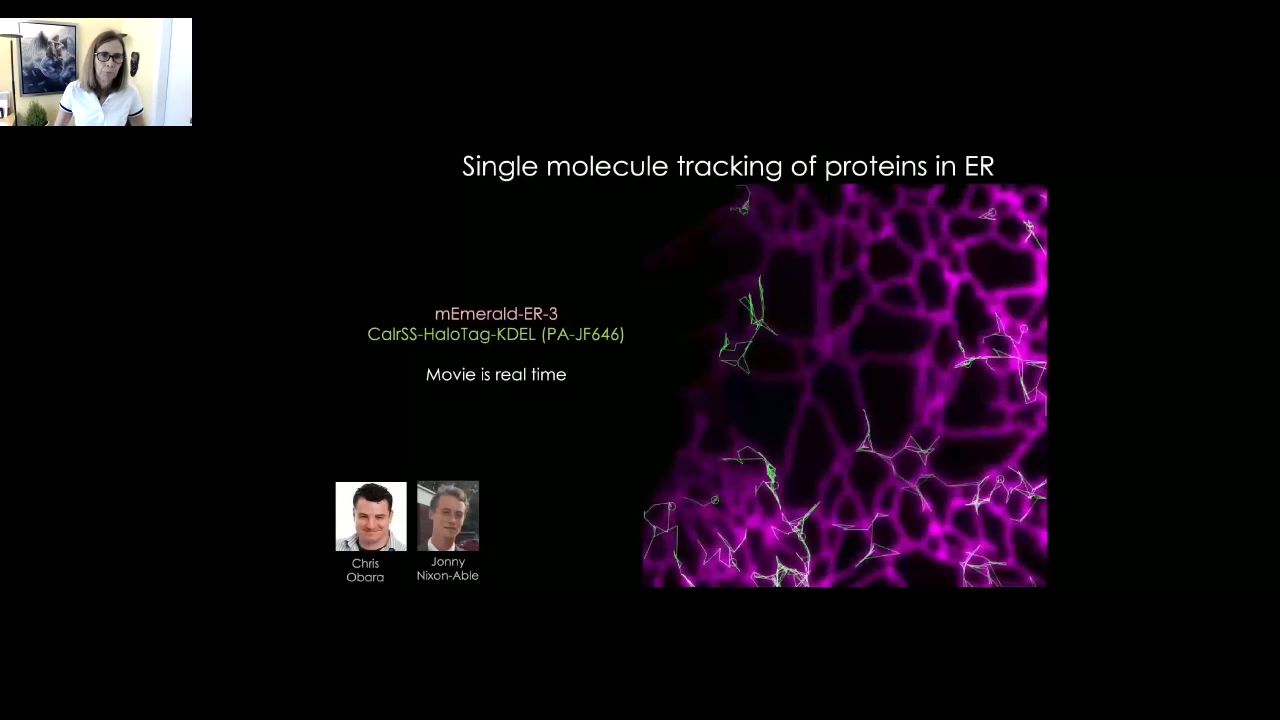 Single molecule tracking of proteins in ER
mEmerald-ER-3
CalrSS-HaloTag-KDEL (PA-JF646)
Movie is real time
Chris
Obara
Jonny
Nixon-Able